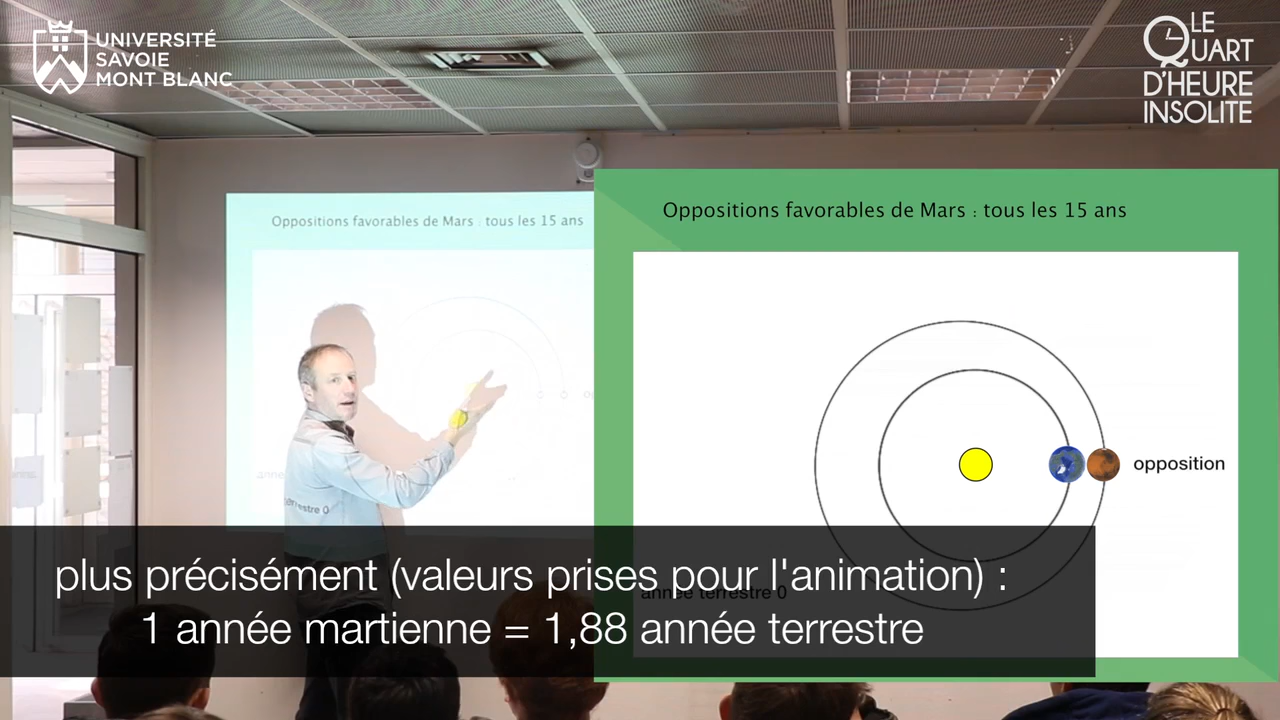 UNIVERSITÉ
SAVOIE
MONT BLANC
LE
QUART
D'HEURE
INSOLITE
Oppositions favorables de Mars : tous les 15 ans
Oppositions favorables de Mars : tous les 15 ans
opposition
année terrestre 0
plus précisément (valeurs prises pour l'animation) :
1 année martienne = 1,88 année terrestre